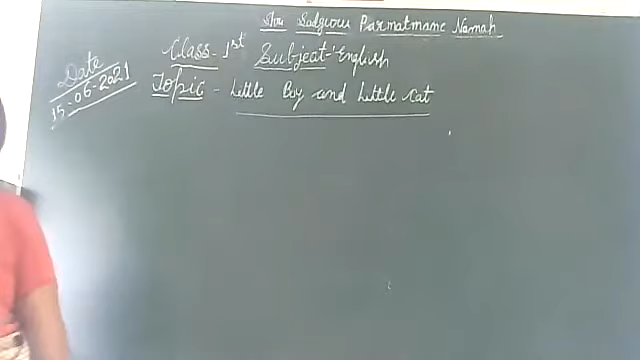 Shri Sadguru Parmatmane Namah
Class - 1st Subject - English
Date
15-06-2021
Topic - Little Boy and Little Cat